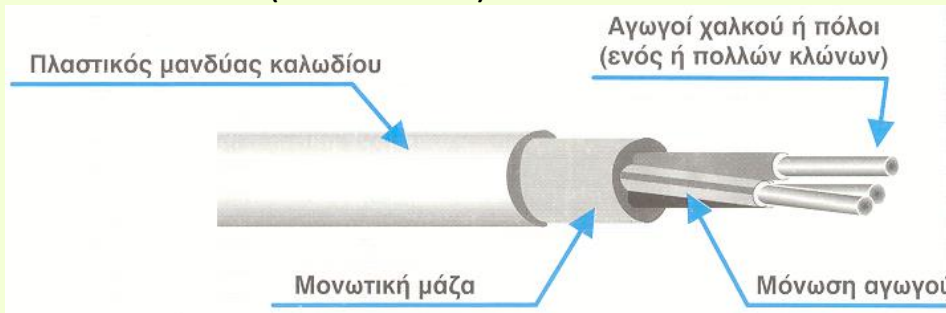 Αγωγοί χαλκού ή πόλοι
(ενός ή πολλών κλώνων)
Πλαστικός μανδύας καλωδίου
Μονωτική μάζα
Μόνωση αγωγού